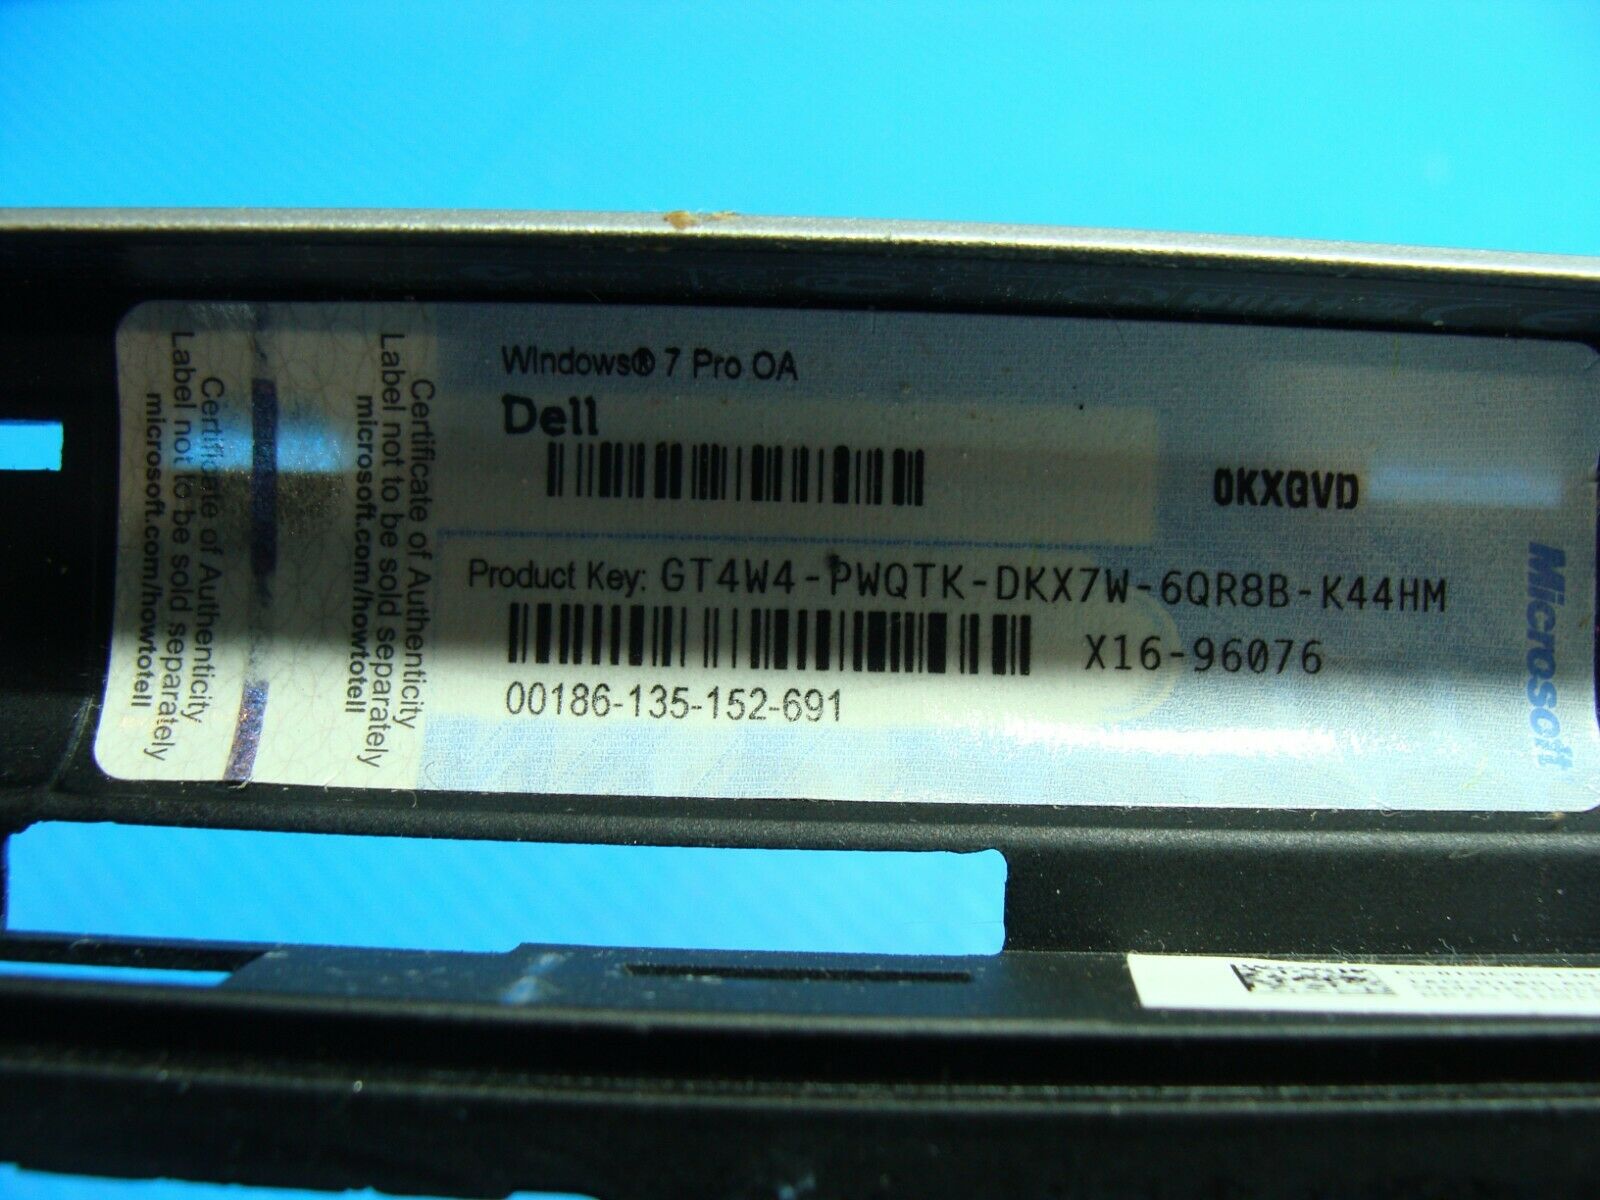 Windows® 7 Pro OA
Dell
0KXGVD
Product Key: GT4W4-PWQTK-DKX7W-6QR8B-K44HM
X16-96076
00186-135-152-691
Certificate of Authenticity
Label not to be sold separately
microsoft.com/howtotell
Certificate of Authenticity
Label not to be sold separately
microsoft.com/howtotell
Microsoft